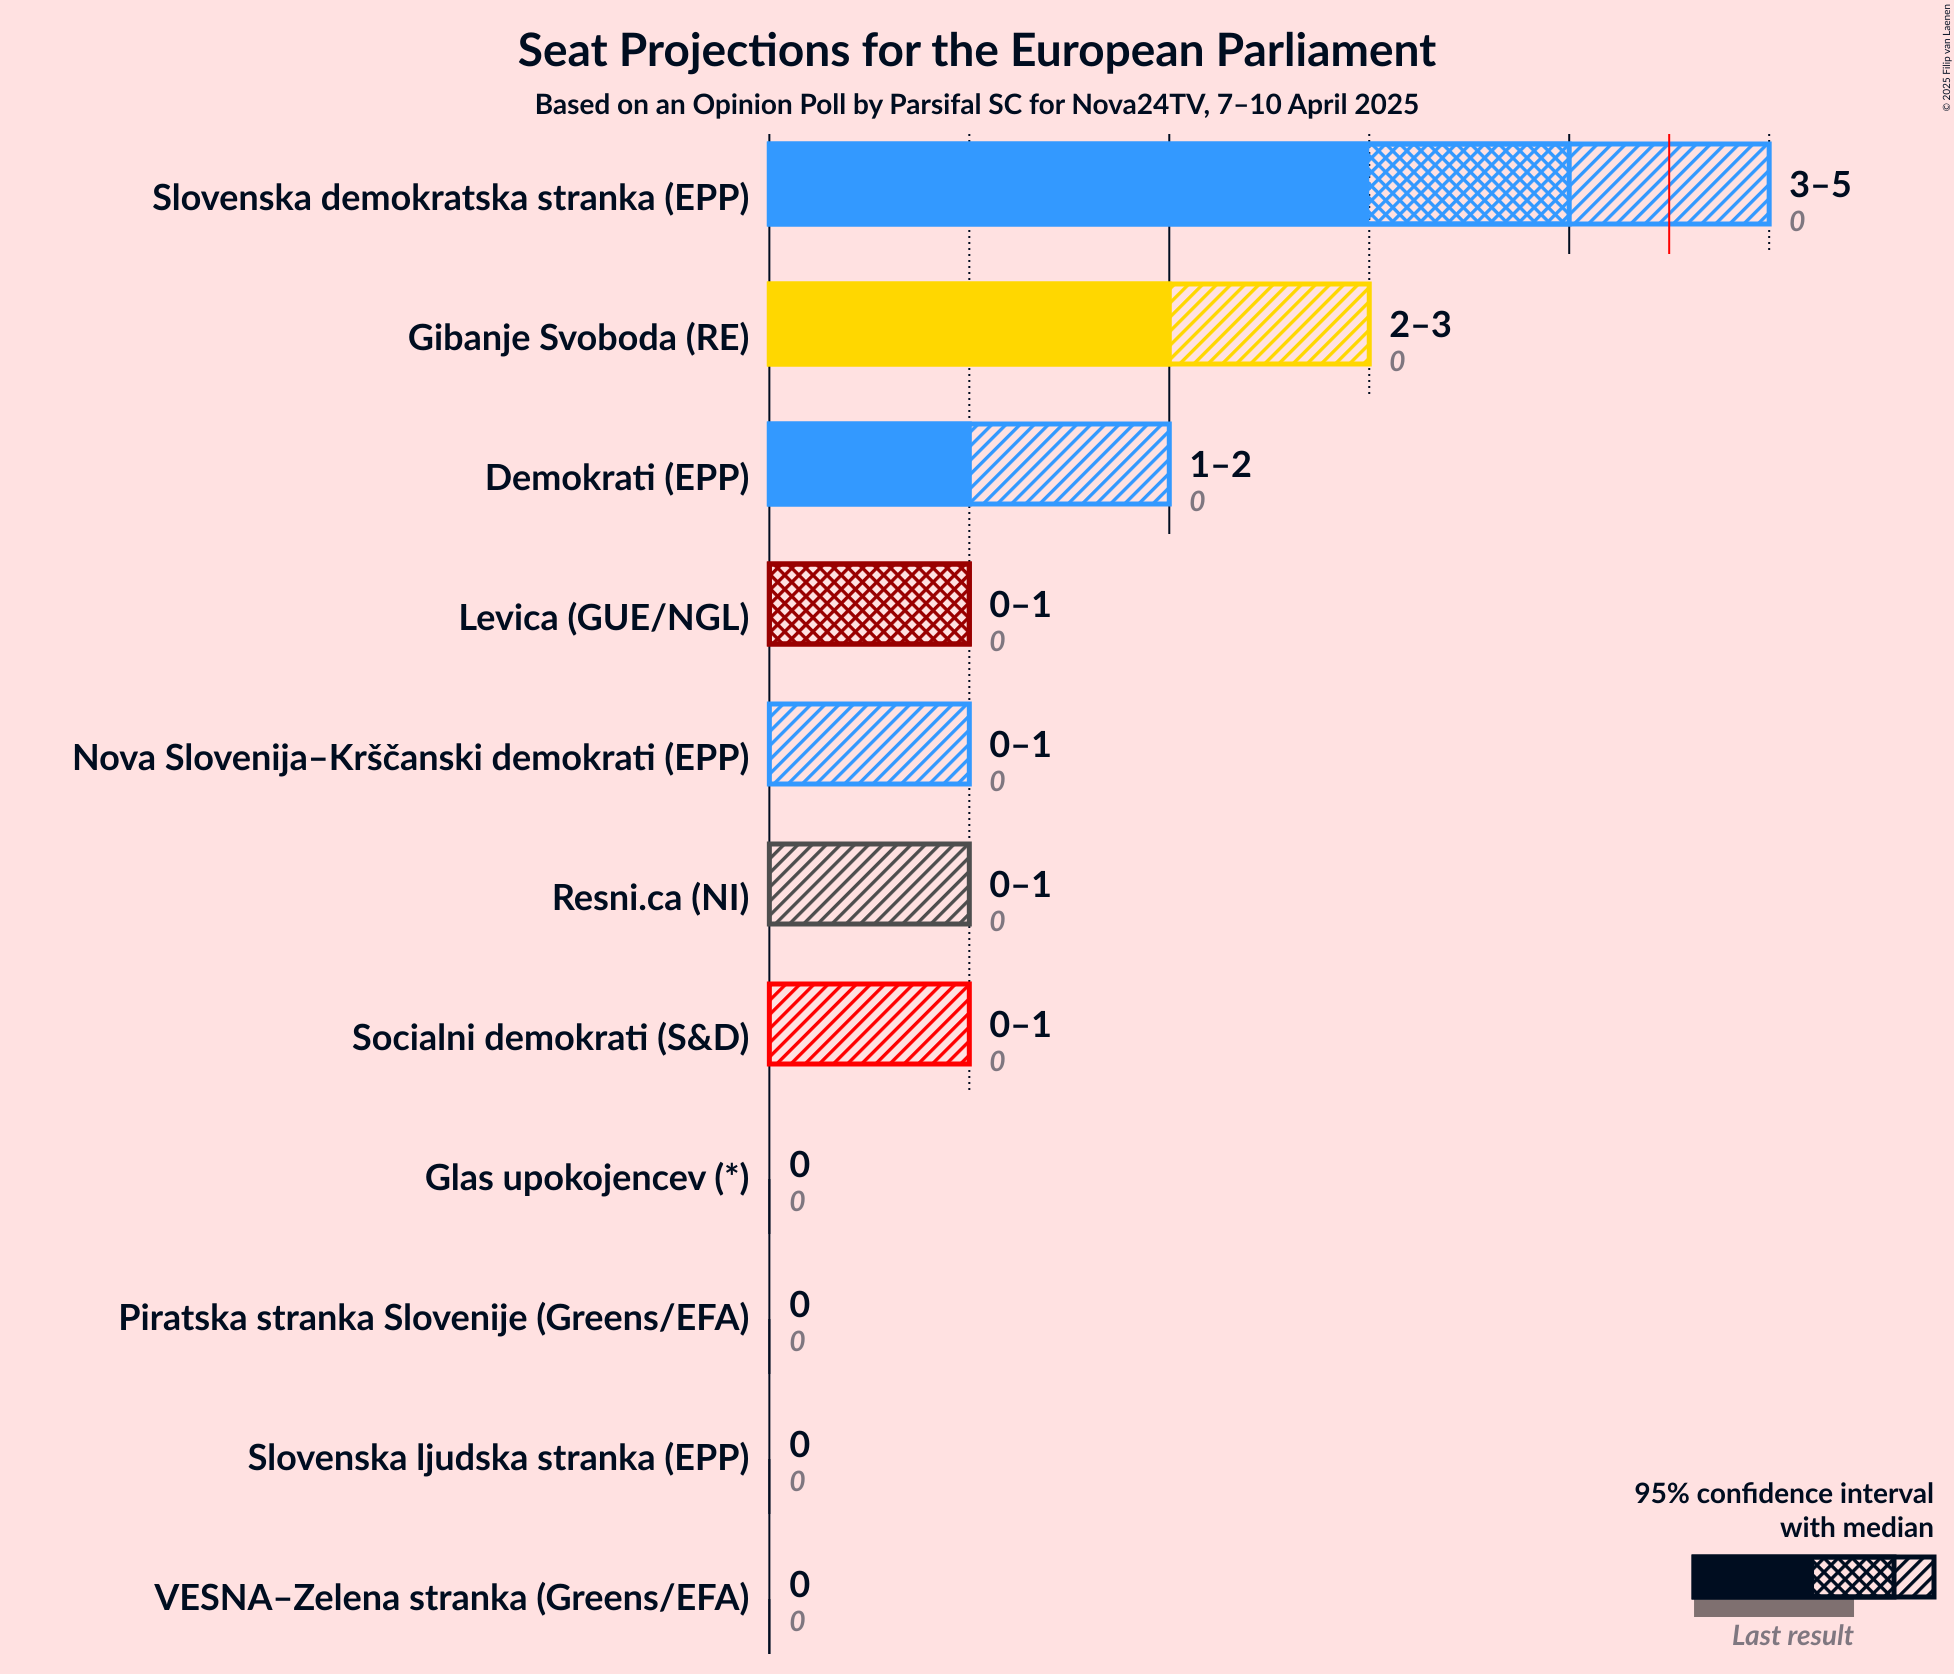 Seat Projections for the European Parliament
Based on an Opinion Poll by Parsifal SC for Nova24TV, 7–10 April 2025
© 2025 Filip van Laenen
Slovenska demokratska stranka (EPP)
3–5
0
Gibanje Svoboda (RE)
2–3
0
Demokrati (EPP)
1–2
0
Levica (GUE/NGL)
0–1
0
Nova Slovenija–Krščanski demokrati (EPP)
0–1
0
Resni.ca (NI)
0–1
0
Socialni demokrati (S&D)
0–1
0
Glas upokojencev (*)
0
0
Piratska stranka Slovenije (Greens/EFA)
0
0
Slovenska ljudska stranka (EPP)
0
0
VESNA–Zelena stranka (Greens/EFA)
0
0
95% confidence interval
with median
Last result